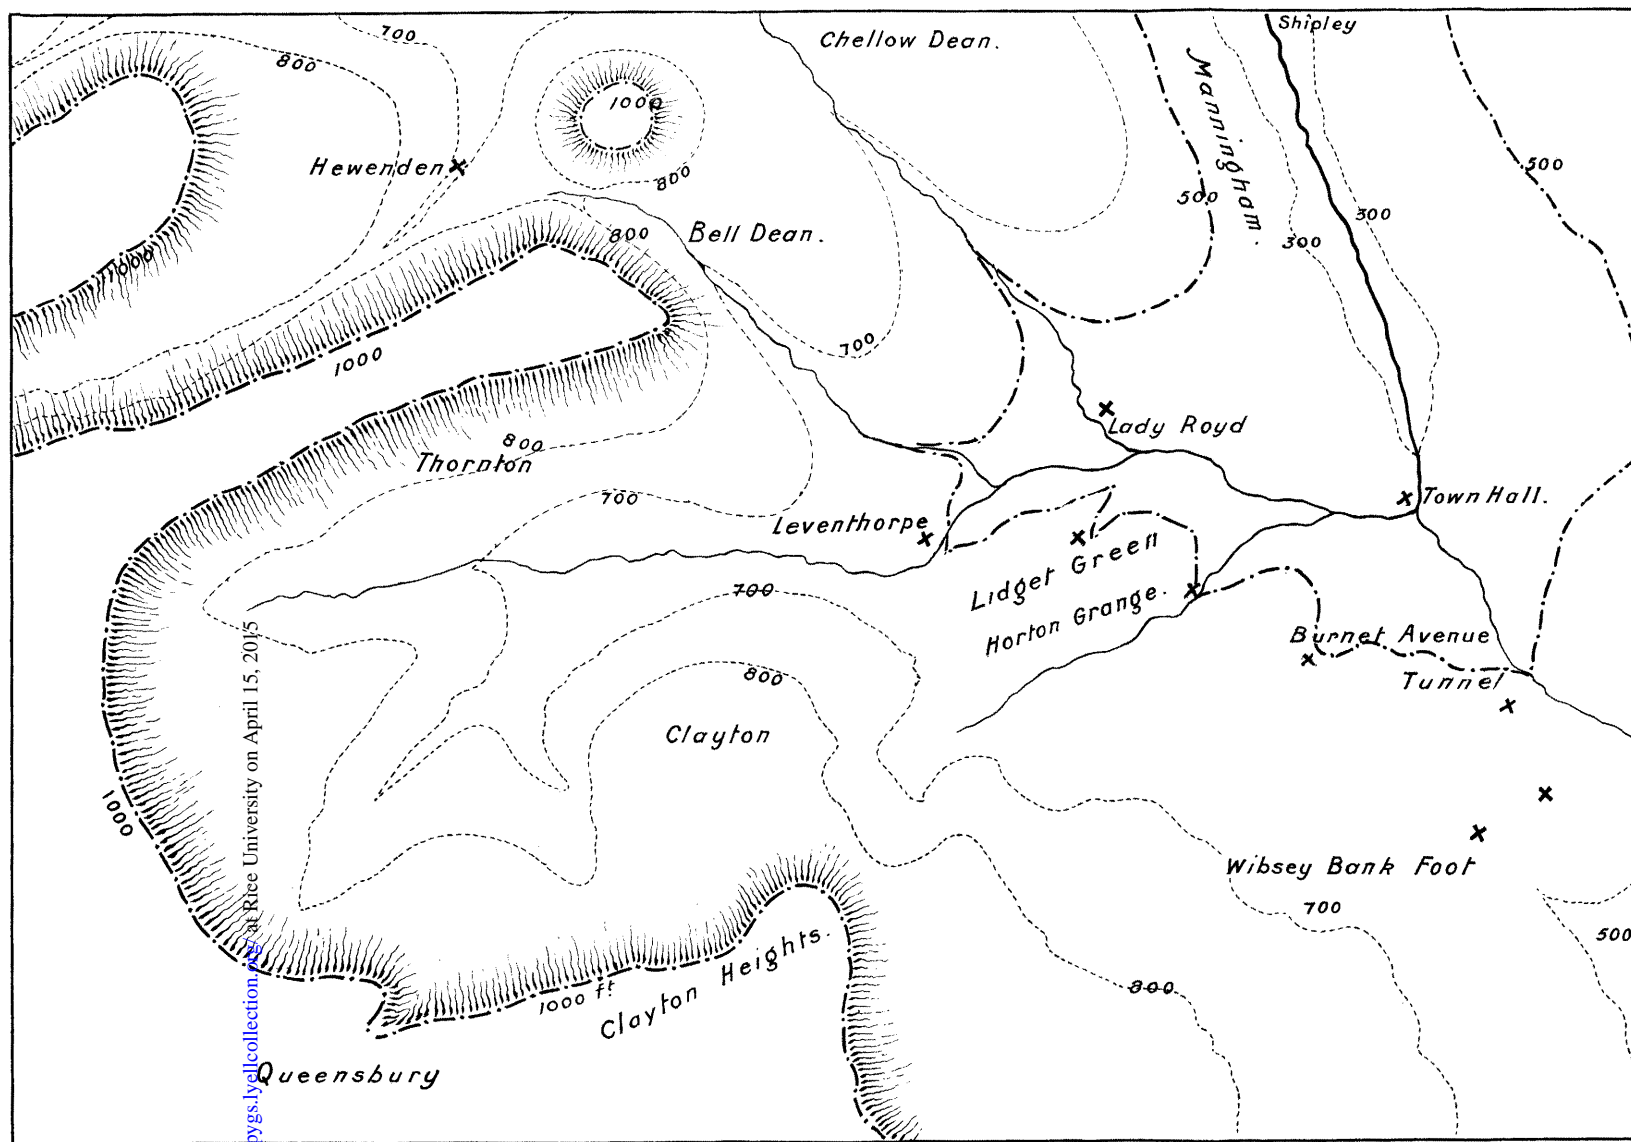 Shipley
700
Chellow Dean.
800
Manningham.
1000
Hewenden
500
800
500
300
Bell Dean.
800
300
1000
700
1000
Lady Royd
800
Thornton
700
Town Hall.
Leventhorpe
Lidget Green
700
Horton Grange.
Burnet Avenue
800
Tunnel
Clayton
1000
Wibsey Bank Foot
700
500
Clayton Heights.
800
1000 ft
Queensbury
pygs.lyellcollection.org/ at Rice University on April 15, 2015